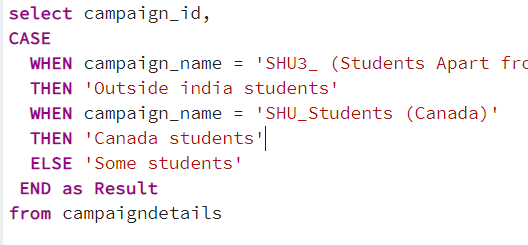 select campaign_id,
CASE
WHEN campaign_name = 'SHU3_ (Students Apart
THEN 'Outside india students'
WHEN campaign_name = 'SHU_Students (Canada)'
THEN 'Canada students'
ELSE 'Some students'
END as Result
from campaigndetails